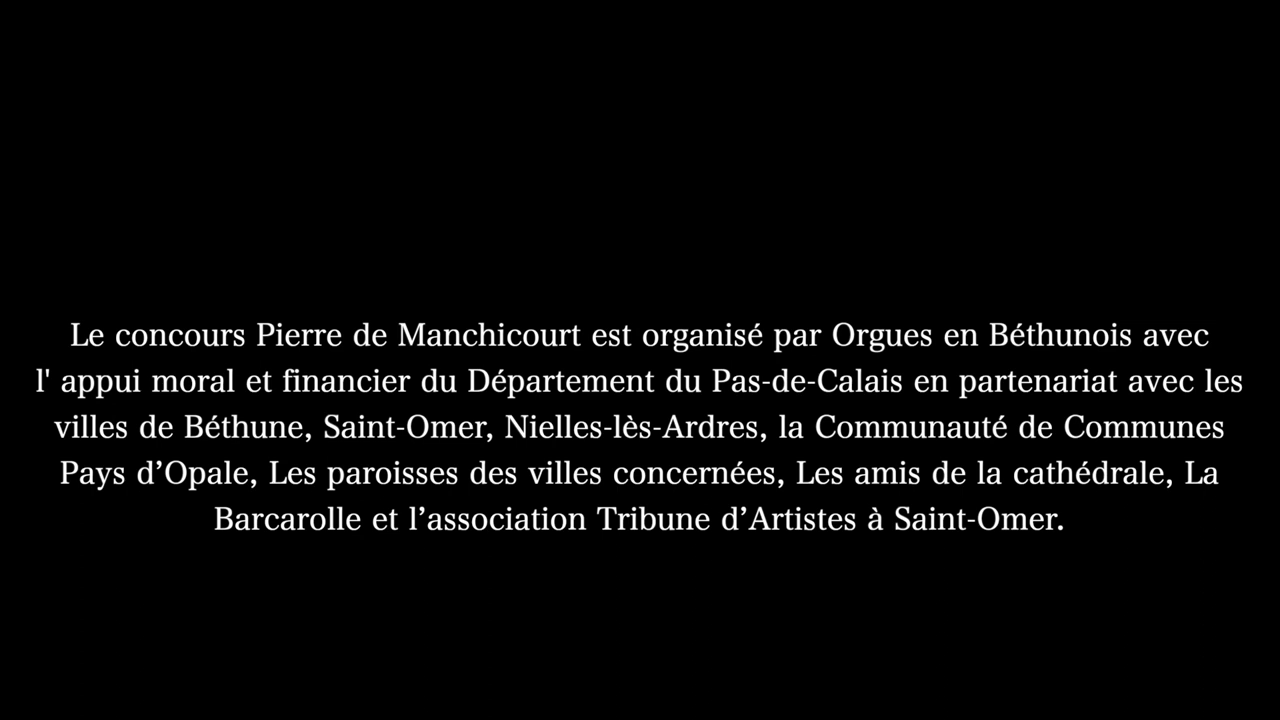 Le concours Pierre de Manchicourt est organisé par Orgues en Béthunois avec
l' appui moral et financier du Département du Pas-de-Calais en partenariat avec les
villes de Béthune, Saint-Omer, Nielles-lès-Ardres, la Communauté de Communes
Pays d’Opale, Les paroisses des villes concernées, Les amis de la cathédrale, La
Barcarolle et l’association Tribune d’Artistes à Saint-Omer.